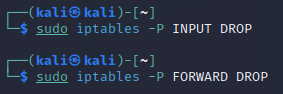 ┌──(kali㉿kali)-[~]
└─$ sudo iptables -P INPUT DROP
┌──(kali㉿kali)-[~]
└─$ sudo iptables -P FORWARD DROP